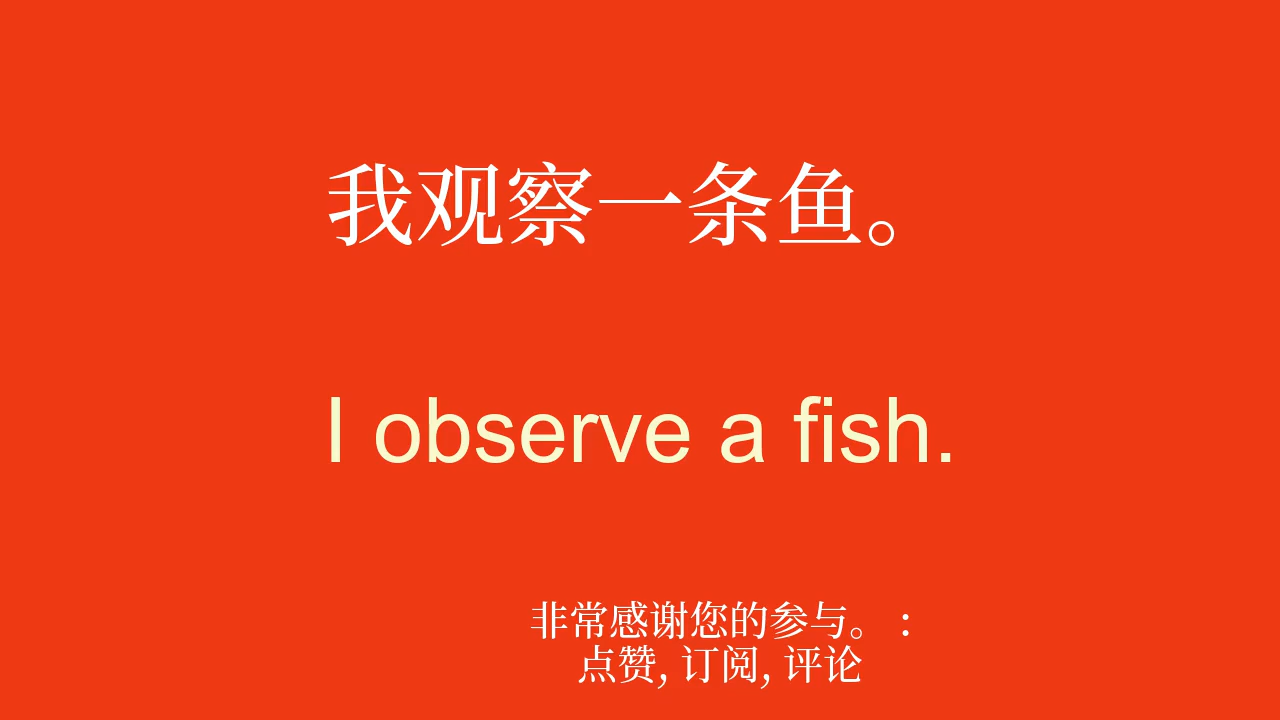 我观察一条鱼。
I observe a fish.
非常感谢您的参与。 :
点赞, 订阅, 评论